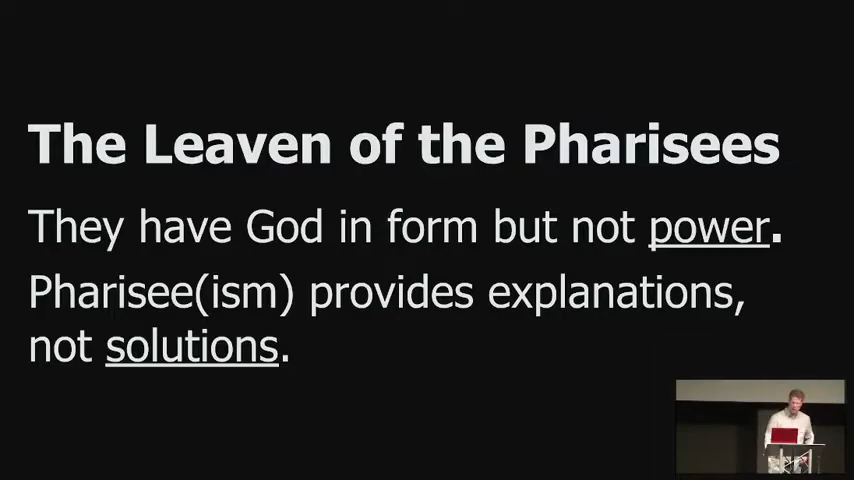 The Leaven of the Pharisees
They have God in form but not power.
Pharisee(ism) provides explanations,
not solutions.